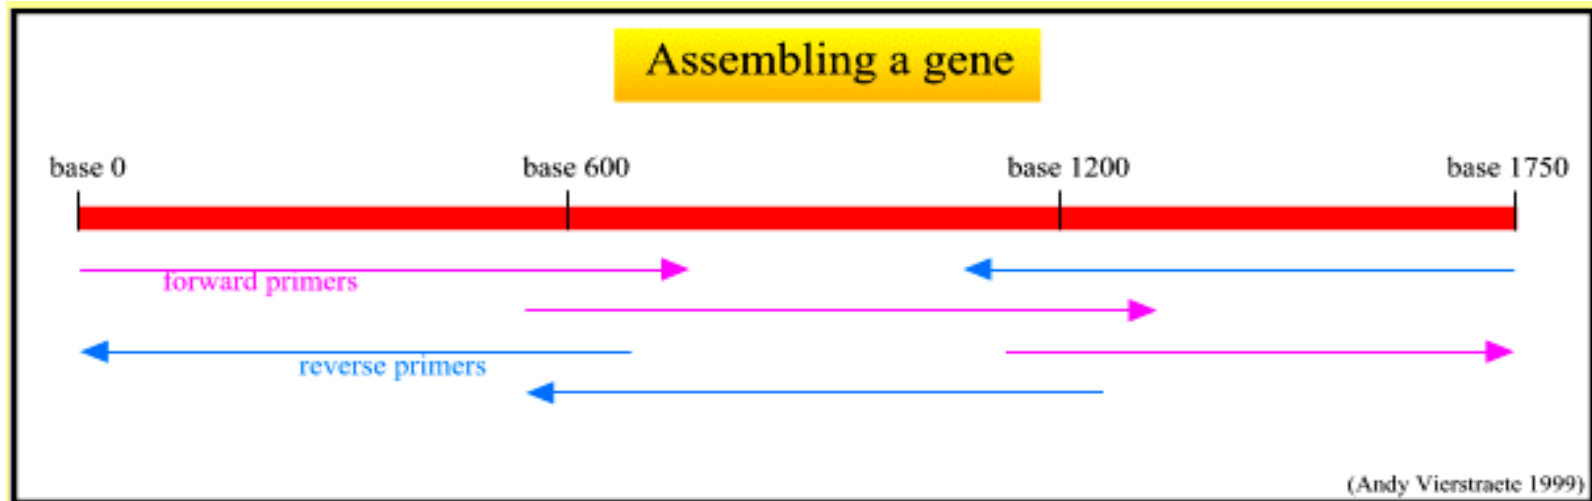 Assembling a gene
base 0 base 600 base 1200 base 1750
forward primers
reverse primers
(Andy Vierstraete 1999)